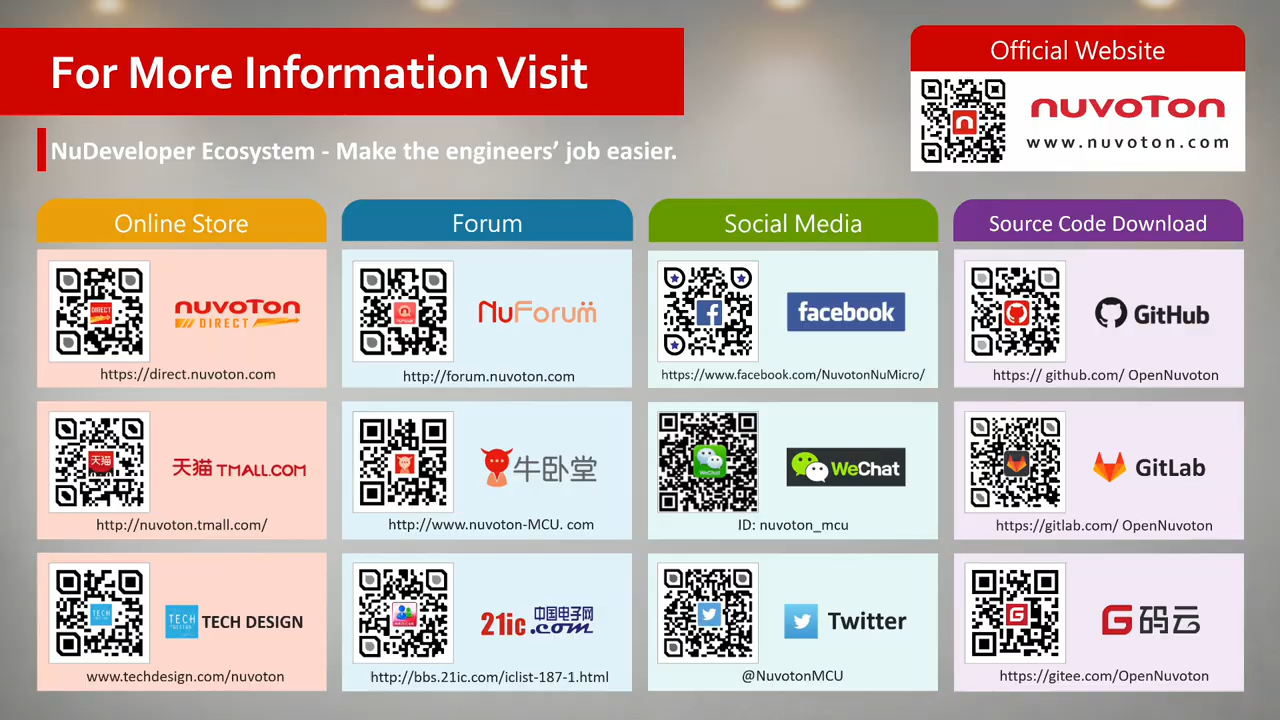 For More Information Visit
NuDeveloper Ecosystem - Make the engineers’ job easier.
Official Website
nuvoTon
www.nuvoton.com
Online Store
nuvoTon
DIRECT
https://direct.nuvoton.com
天猫 TMALL.COM
http://nuvoton.tmall.com/
TECH DESIGN
www.techdesign.com/nuvoton
Forum
NuForum
http://forum.nuvoton.com
牛卧堂
http://www.nuvoton-MCU. com
21ic 中国电子网
.com
http://bbs.21ic.com/iclist-187-1.html
Social Media
facebook
https://www.facebook.com/NuvotonNuMicro/
WeChat
ID: nuvoton_mcu
Twitter
@NuvotonMCU
Source Code Download
GitHub
https:// github.com/ OpenNuvoton
GitLab
https://gitlab.com/ OpenNuvoton
G 码云
https://gitee.com/OpenNuvoton